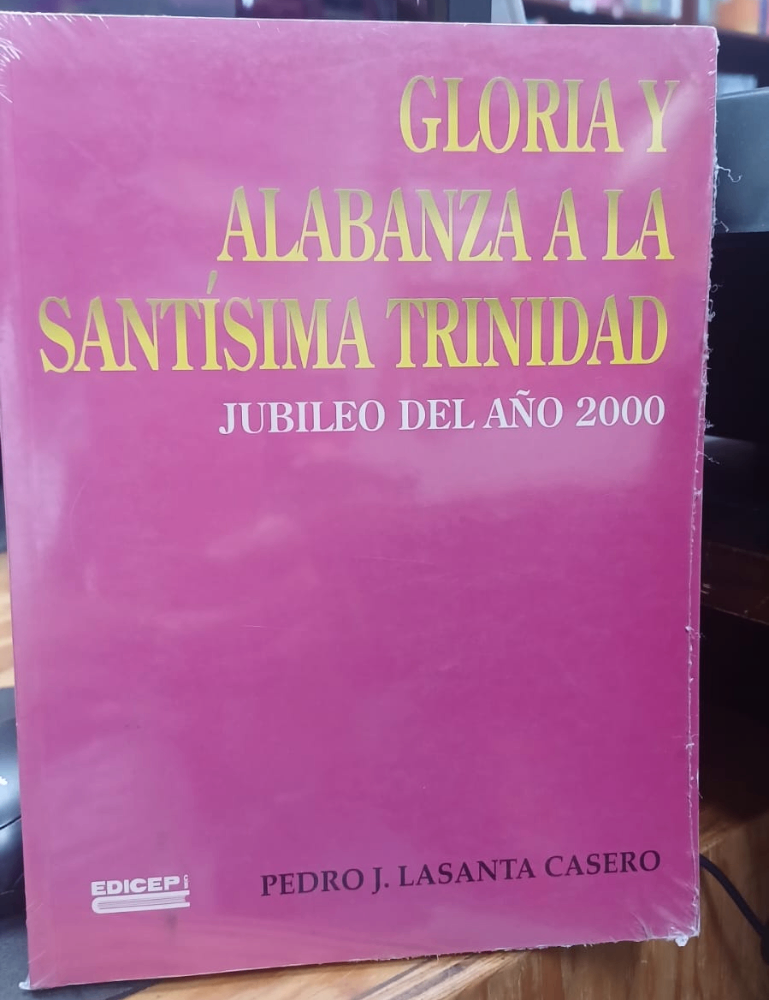 GLORIA Y
ALABANZA A LA
SANTÍSIMA TRINIDAD
JUBILEO DEL AÑO 2000
EDICEP
PEDRO J. LASANTA CASERO